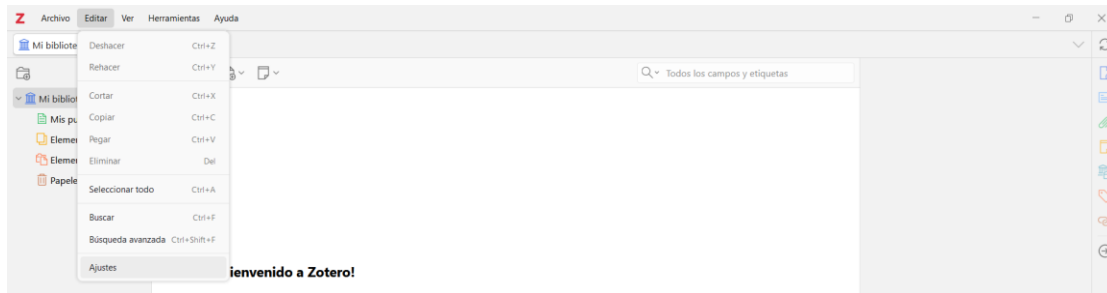 Z Archivo Editar Ver Herramientas Ayuda
Mi bibliote
Deshacer Ctrl+Z
Rehacer Ctrl+Y
Todos los campos y etiquetas
Cortar Ctrl+X
Mi bibliot
Copiar Ctrl+C
Mis pu
Pegar Ctrl+V
Elemen
Eliminar Del
Elemen
Papele
Seleccionar todo Ctrl+A
Buscar Ctrl+F
Búsqueda avanzada Ctrl+Shift+F
Ajustes
ienvenido a Zotero!